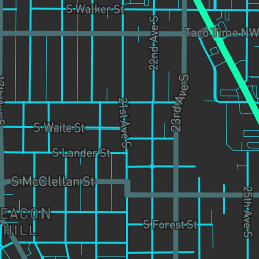 S Walker St
Taco Time NW
22nd Ave S
23rd Ave S
21st Ave S
S Waite St
S Lander St
S McClellan St
25th Ave S
EACON
HILL
S Forest St